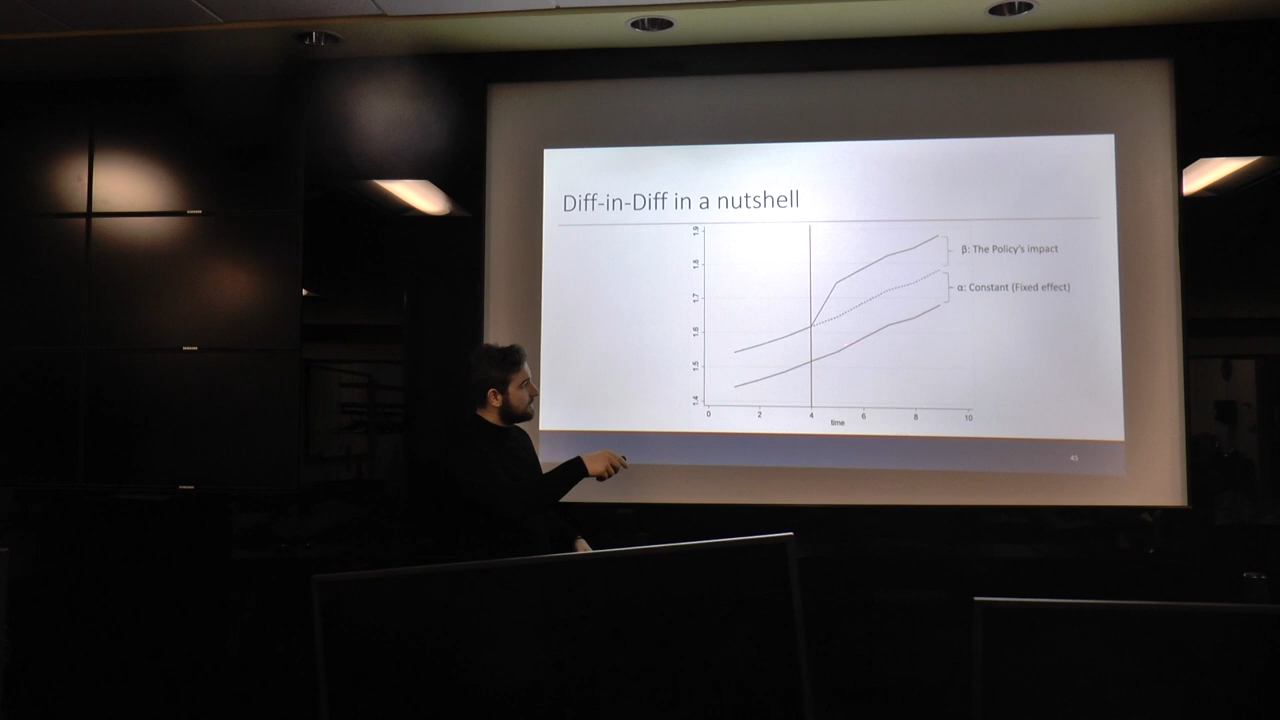 Diff-in-Diff in a nutshell
1.9
1.8
1.7
1.6
1.5
1.4
β: The Policy's impact
α: Constant (Fixed effect)
0 2 4 6 8 10
time
45